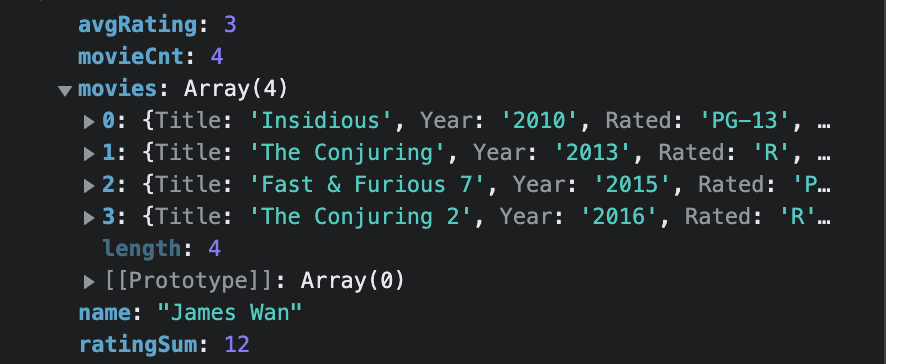 avgRating: 3
movieCnt: 4
▼movies: Array(4)
▶0: {Title: 'Insidious', Year: '2010', Rated: 'PG-13', …
▶1: {Title: 'The Conjuring', Year: '2013', Rated: 'R', …
▶2: {Title: 'Fast & Furious 7', Year: '2015', Rated: 'P…
▶3: {Title: 'The Conjuring 2', Year: '2016', Rated: 'R'…
length: 4
▶[[Prototype]]: Array(0)
name: "James Wan"
ratingSum: 12